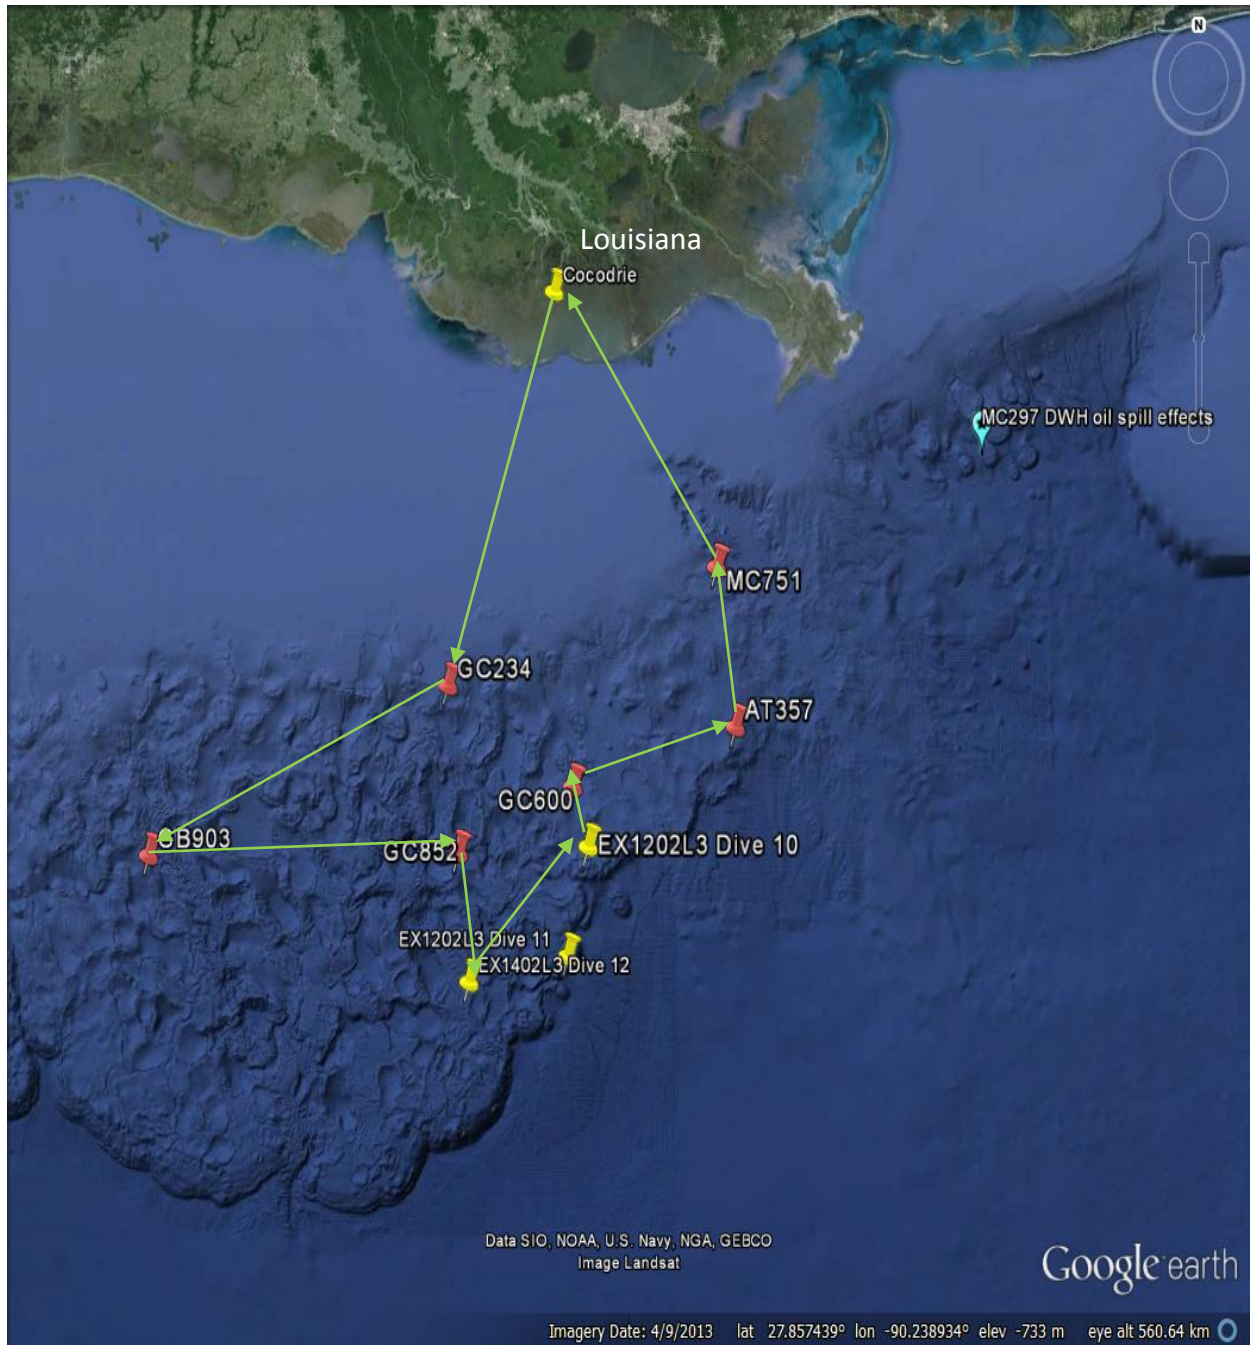 N
Louisiana
Cocodrie
MC297 DWH oil spill effects
MC751
GC234
AT357
GC600
GB903
GC852
EX1202L3 Dive 10
EX1202L3 Dive 11
EX1402L3 Dive 12
Data SIO, NOAA, U.S. Navy, NGA, GEBCO
Image Landsat
Google earth
Imagery Date: 4/9/2013 lat 27.857439° lon -90.238934° elev -733 m eye alt 560.64 km